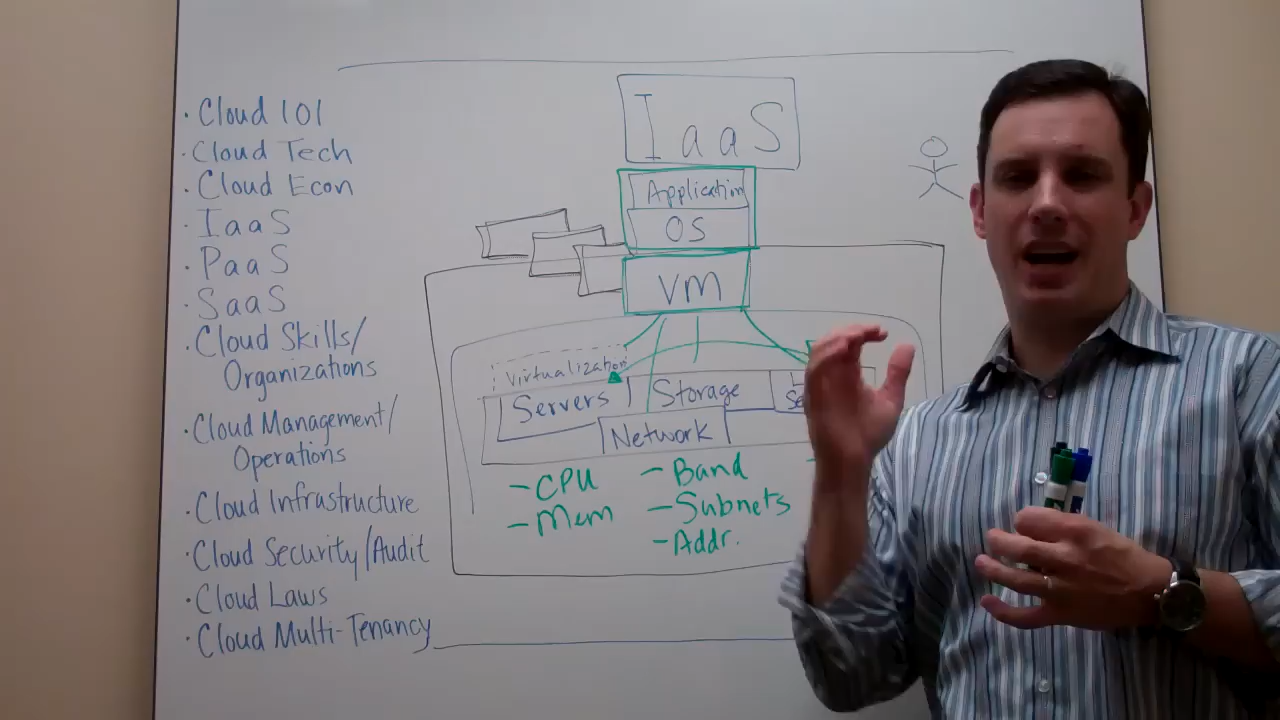 · Cloud 101
· Cloud Tech
· Cloud Econ
· IaaS
· PaaS
· SaaS
· Cloud Skills/
Organizations
· Cloud Management/
Operations
· Cloud Infrastructure
· Cloud Security/Audit
· Cloud Laws
· Cloud Multi-Tenancy
IaaS
Application
OS
VM
Virtualization
Servers
Storage
Network
- CPU
- Mem
- Band
- Subnets
- Addr.